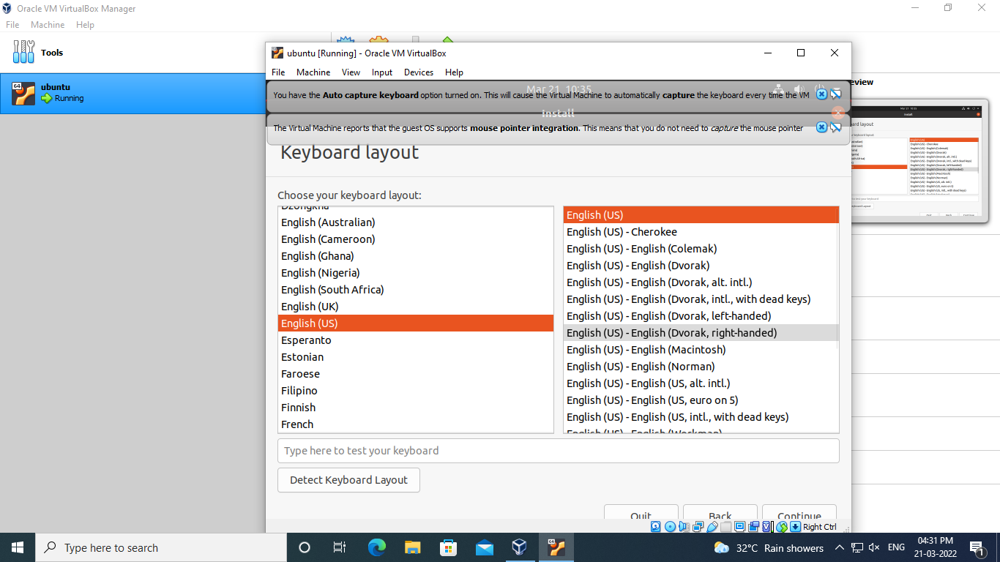 Oracle VM VirtualBox Manager
File Machine Help
Tools
64
ubuntu
Running
ubuntu [Running] - Oracle VM VirtualBox
File Machine View Input Devices Help
Mar 21 10:35
You have the Auto capture keyboard option turned on. This will cause the Virtual Machine to automatically capture the keyboard every time the VM
Install
The Virtual Machine reports that the guest OS supports mouse pointer integration. This means that you do not need to capture the mouse pointer
Keyboard layout
Choose your keyboard layout:
Dzongkha
English (Australian)
English (Cameroon)
English (Ghana)
English (Nigeria)
English (South Africa)
English (UK)
English (US)
Esperanto
Estonian
Faroese
Filipino
Finnish
French
English (US)
English (US) - Cherokee
English (US) - English (Colemak)
English (US) - English (Dvorak)
English (US) - English (Dvorak, alt. intl.)
English (US) - English (Dvorak, intl., with dead keys)
English (US) - English (Dvorak, left-handed)
English (US) - English (Dvorak, right-handed)
English (US) - English (Macintosh)
English (US) - English (Norman)
English (US) - English (US, alt. intl.)
English (US) - English (US, euro on 5)
English (US) - English (US, intl., with dead keys)
English (US) - English (Workman)
Type here to test your keyboard
Detect Keyboard Layout
Quit Back Continue
Right Ctrl
eview
Type here to search
32°C Rain showers
ENG
04:31 PM
21-03-2022
1